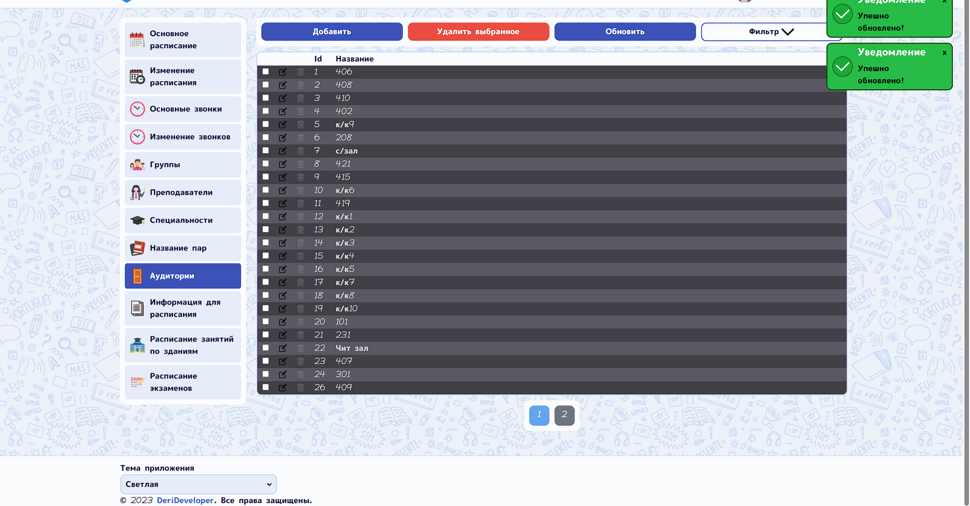 Уведомление
x
Упешно
обновлено!
Добавить
Удалить выбранное
Обновить
Фильтр
Уведомление
x
Упешно
обновлено!
Основное
расписание
Изменение
расписания
Основные звонки
Изменение звонков
Группы
Преподаватели
Специальности
Название пар
Аудитории
Информация для
расписания
Расписание занятий
по зданиям
Расписание
экзаменов
Id Название
1 406
2 408
3 410
4 402
5 к/к9
6 208
7 с/зал
8 421
9 415
10 к/к6
11 419
12 к/к1
13 к/к2
14 к/к3
15 к/к4
16 к/к5
17 к/к7
18 к/к8
19 к/к10
20 101
21 231
22 Чит зал
23 407
24 301
26 409
1 2
Тема приложения
Светлая
© 2023 DeriDeveloper. Все права защищены.